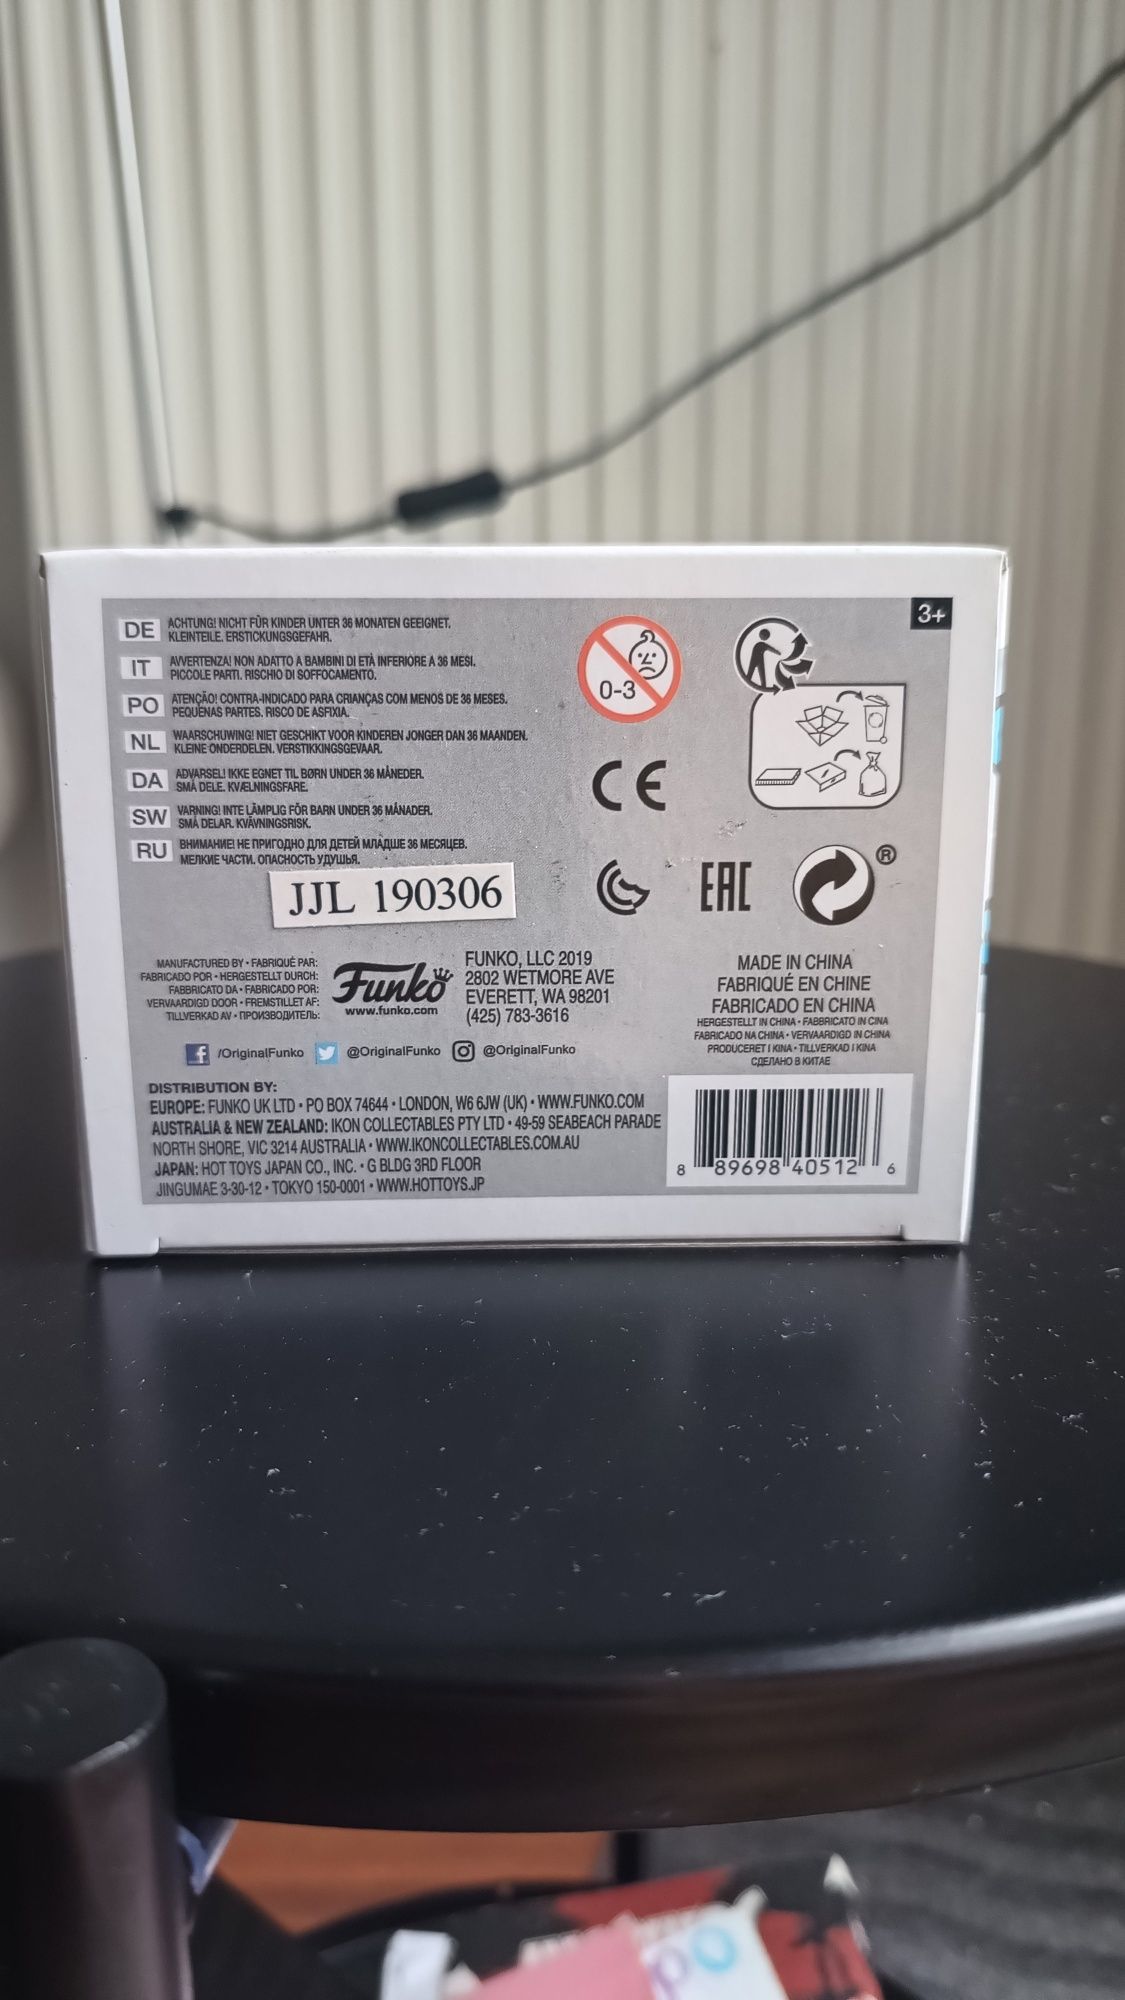 DE ACHTUNG! NICHT FÜR KINDER UNTER 36 MONATEN GEEIGNET.
KLEINTEILE. ERSTICKUNGSGEFAHR.
IT AVVERTENZA! NON ADATTO A BAMBINI DI ETÀ INFERIORE A 36 MESI.
PICCOLE PARTI. RISCHIO DI SOFFOCAMENTO.
PO ATENÇÃO! CONTRA-INDICADO PARA CRIANÇAS COM MENOS DE 36 MESES.
PEQUENAS PARTES. RISCO DE ASFIXIA.
NL WAARSCHUWING! NIET GESCHIKT VOOR KINDEREN JONGER DAN 36 MAANDEN.
KLEINE ONDERDELEN. VERSTIKKINGSGEVAAR.
DA ADVARSEL! IKKE EGNET TIL BØRN UNDER 36 MÅNEDER.
SMÅ DELE. KVÆLNINGSFARE.
SW VARNING! INTE LÄMPLIG FÖR BARN UNDER 36 MÅNADER.
SMÅ DELAR. KVÄVNINGSRISK.
RU ВНИМАНИЕ! НЕ ПРИГОДНО ДЛЯ ДЕТЕЙ МЛАДШЕ 36 МЕСЯЦЕВ.
МЕЛКИЕ ЧАСТИ. ОПАСНОСТЬ УДУШЬЯ.
0-3
3+
CE
EAC
®
JJL 190306
MANUFACTURED BY • FABRIQUÉ PAR:
FABRICADO POR • HERGESTELLT DURCH:
FABBRICATO DA • FABRICADO POR:
VERVAARDIGD DOOR • FREMSTILLET AF:
TILLVERKAD AV • ПРОИЗВОДИТЕЛЬ:
Funko
www.funko.com
FUNKO, LLC 2019
2802 WETMORE AVE
EVERETT, WA 98201
(425) 783-3616
MADE IN CHINA
FABRIQUÉ EN CHINE
FABRICADO EN CHINA
HERGESTELLT IN CHINA • FABBRICATO IN CINA
FABRICADO NA CHINA • VERVAARDIGD IN CHINA
PRODUCERET I KINA • TILLVERKAD I KINA
СДЕЛАНО В КИТАЕ
f /OriginalFunko @OriginalFunko @OriginalFunko
DISTRIBUTION BY:
EUROPE: FUNKO UK LTD • PO BOX 74644 • LONDON, W6 6JW (UK) • WWW.FUNKO.COM
AUSTRALIA & NEW ZEALAND: IKON COLLECTABLES PTY LTD • 49-59 SEABEACH PARADE
NORTH SHORE, VIC 3214 AUSTRALIA • WWW.IKONCOLLECTABLES.COM.AU
JAPAN: HOT TOYS JAPAN CO., INC. • G BLDG 3RD FLOOR
JINGUMAE 3-30-12 • TOKYO 150-0001 • WWW.HOTTOYS.JP
8 89698 40512 6